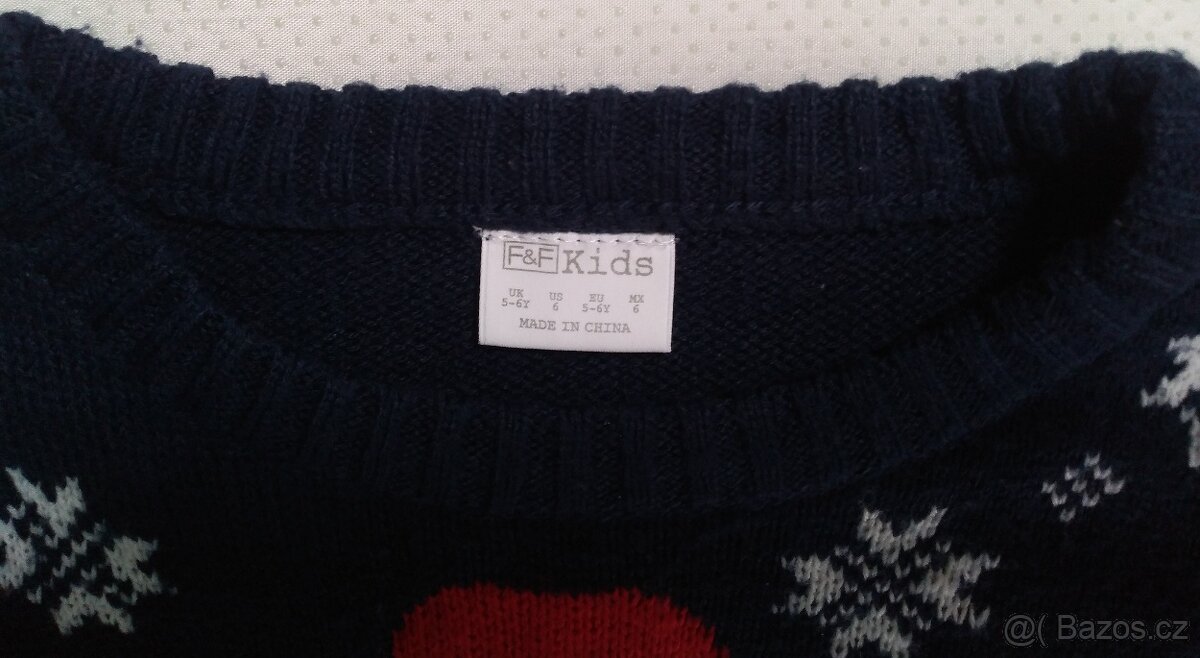 F&F Kids
UK US EU MX
5-6Y 6 5-6Y 6
MADE IN CHINA
@( Bazos.cz